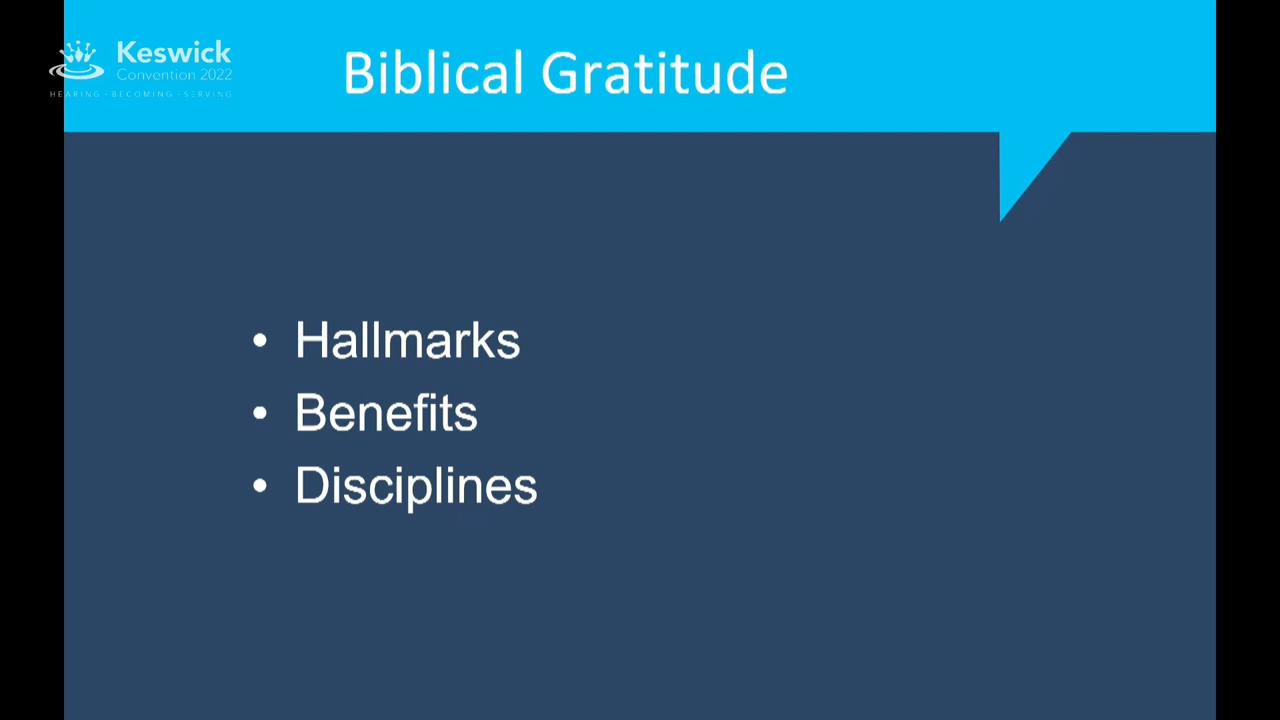 Keswick
Convention 2022
HEARING · BECOMING · SERVING
Biblical Gratitude
• Hallmarks
• Benefits
• Disciplines